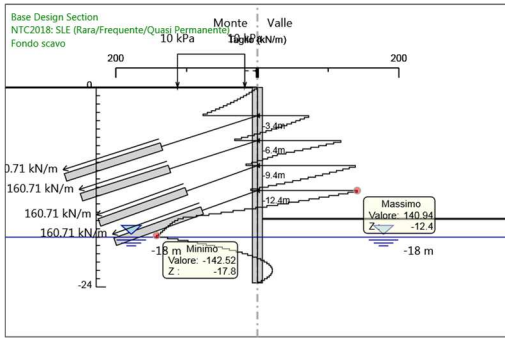 Base Design Section
NTC2018: SLE (Rara/Frequente/Quasi Permanente)
Fondo scavo
Monte Valle
10 kPa 10 kPa
Taglio (kN/m)
200 200
0
-3.4m
-6.4m
-9.4m
-12.4m
0.71 kN/m
160.71 kN/m
160.71 kN/m
160.71 kN/m
Massimo
Valore: 140.94
Z : -12.4
-18 m
-18 m
Minimo
Valore: -142.52
Z : -17.8
-24